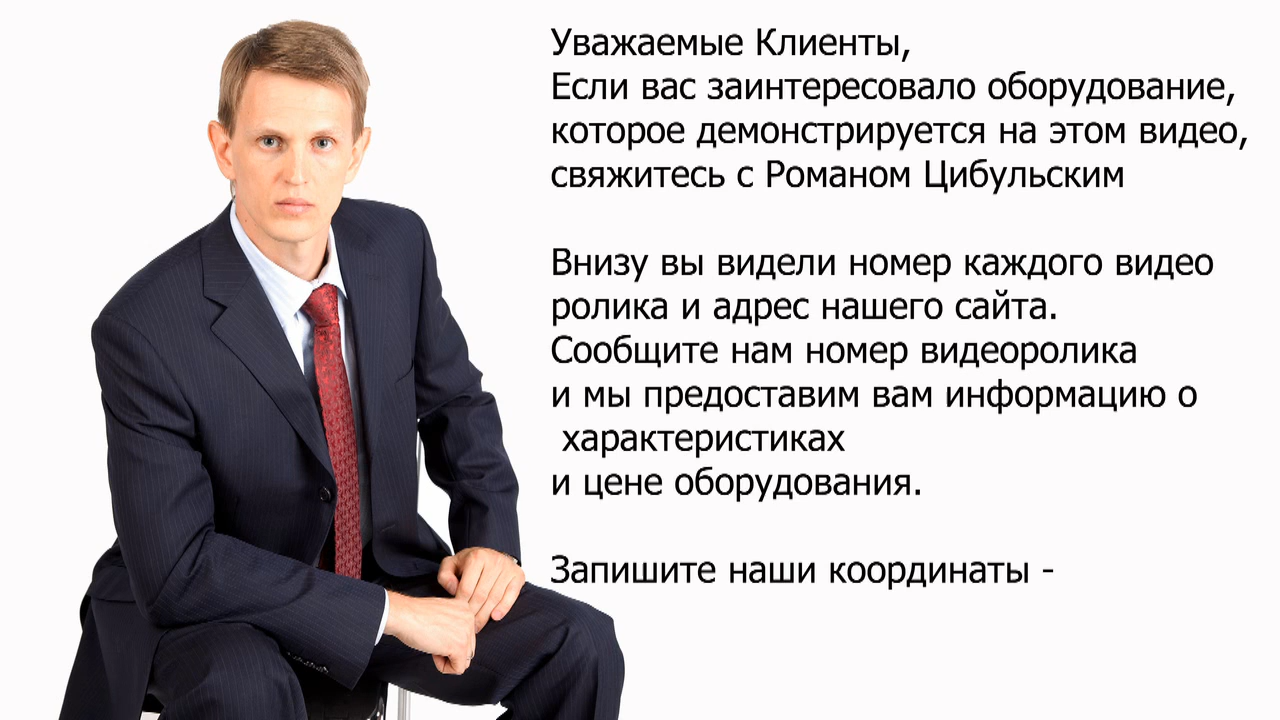 Уважаемые Клиенты,
Если вас заинтересовало оборудование,
которое демонстрируется на этом видео,
свяжитесь с Романом Цибульским
Внизу вы видели номер каждого видео
ролика и адрес нашего сайта.
Сообщите нам номер видеоролика
и мы предоставим вам информацию о
характеристиках
и цене оборудования.
Запишите наши координаты -